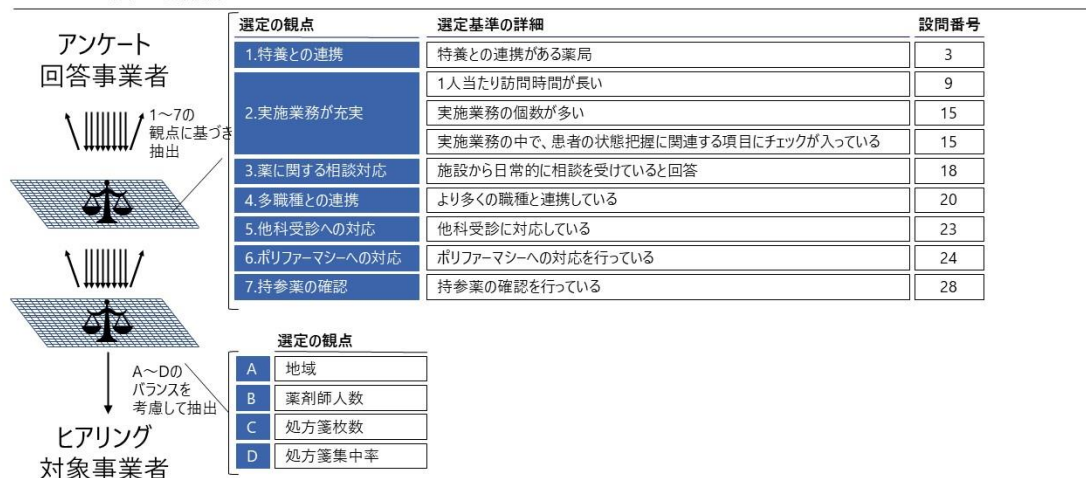 アンケート
回答事業者
1～7の
観点に基づき
抽出
選定の観点 選定基準の詳細 設問番号
1.特養との連携 特養との連携がある薬局 3
2.実施業務が充実 1人当たり訪問時間が長い 9
実施業務の個数が多い 15
実施業務の中で、患者の状態把握に関連する項目にチェックが入っている 15
3.薬に関する相談対応 施設から日常的に相談を受けていると回答 18
4.多職種との連携 より多くの職種と連携している 20
5.他科受診への対応 他科受診に対応している 23
6.ポリファーマシーへの対応 ポリファーマシーへの対応を行っている 24
7.持参薬の確認 持参薬の確認を行っている 28
選定の観点
A 地域
B 薬剤師人数
C 処方箋枚数
D 処方箋集中率
A～Dの
バランスを
考慮して抽出
ヒアリング
対象事業者